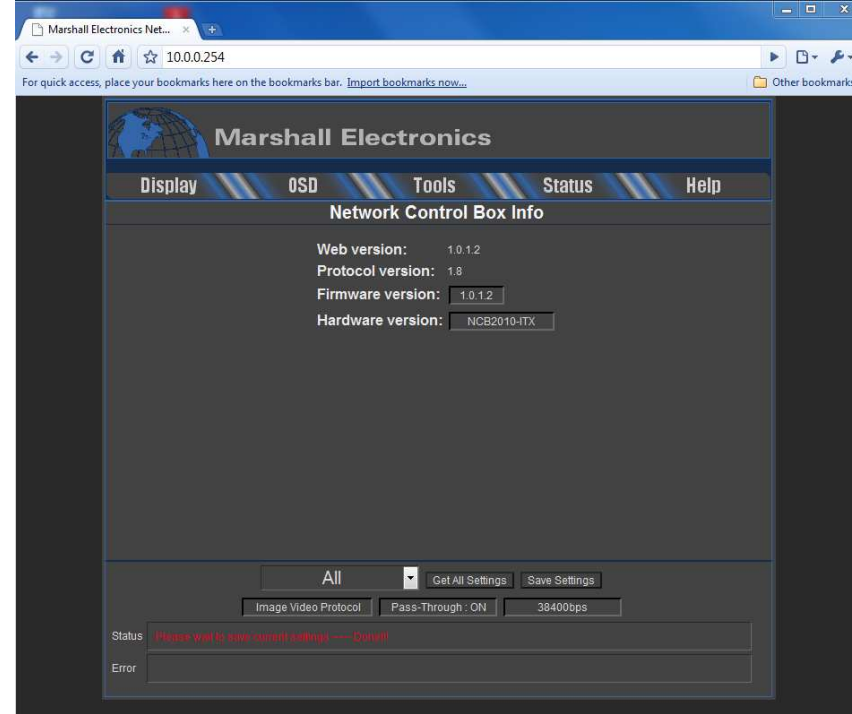 Marshall Electronics Net...
10.0.0.254
For quick access, place your bookmarks here on the bookmarks bar. Import bookmarks now...
Other bookmarks
Marshall Electronics
Display OSD Tools Status Help
Network Control Box Info
Web version: 1.0.1.2
Protocol version: 1.8
Firmware version: 1.0.1.2
Hardware version: NCB2010-ITX
All Get All Settings Save Settings
Image Video Protocol Pass-Through : ON 38400bps
Status Please wait to save current settings ------ Done!!!
Error